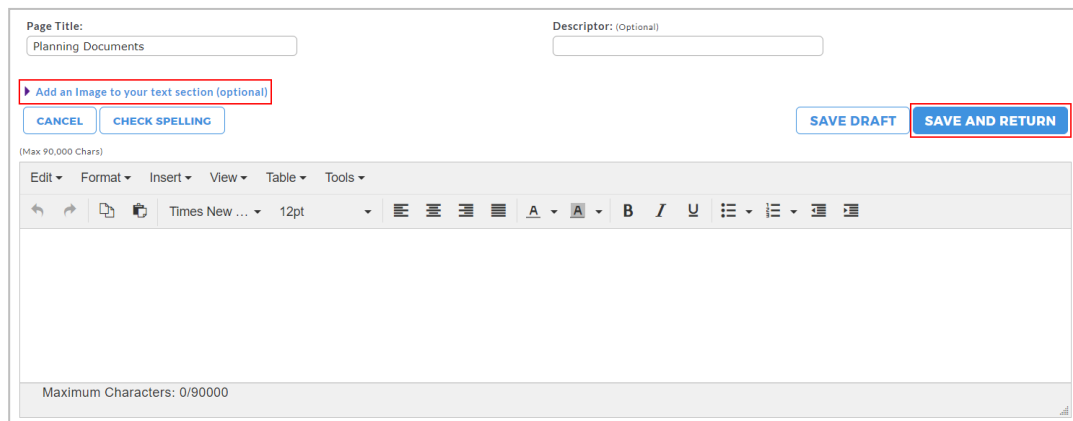 Page Title: Descriptor: (Optional)
Planning Documents
Add an Image to your text section (optional)
CANCEL CHECK SPELLING SAVE DRAFT SAVE AND RETURN
(Max 90,000 Chars)
Edit Format Insert View Table Tools
Times New ... 12pt A A B I U
Maximum Characters: 0/90000